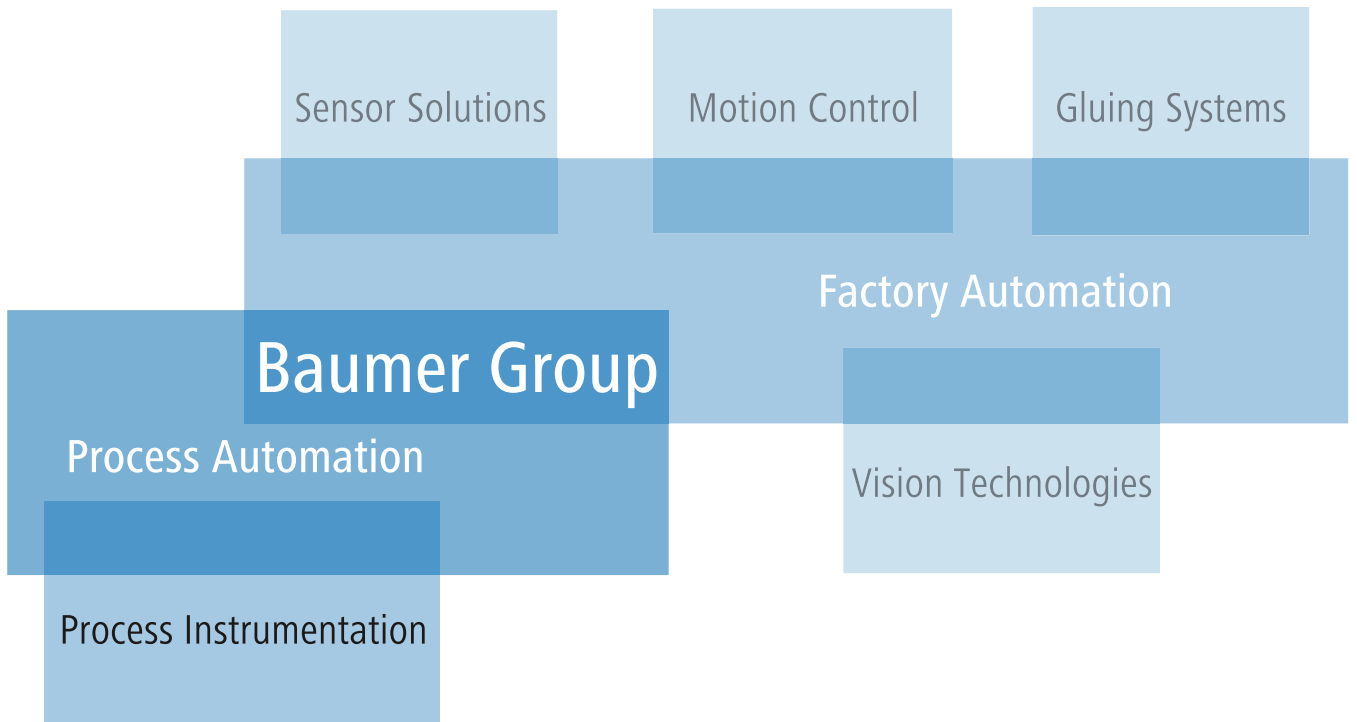 Sensor Solutions
Motion Control
Gluing Systems
Factory Automation
Baumer Group
Process Automation
Vision Technologies
Process Instrumentation